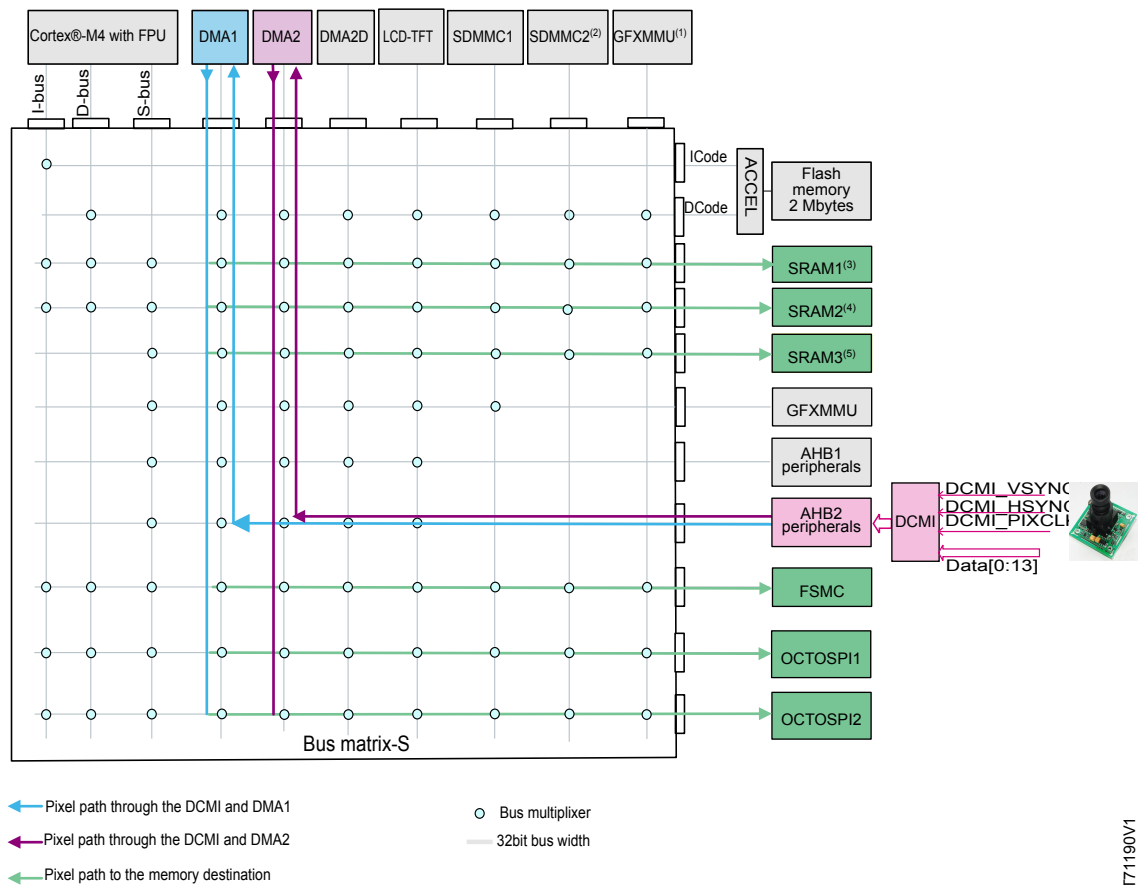 Cortex®-M4 with FPU
DMA1
DMA2
DMA2D
LCD-TFT
SDMMC1
SDMMC2(2)
GFXMMU(1)
I-bus
D-bus
S-bus
ICode
DCode
ACCEL
Flash
memory
2 Mbytes
SRAM1(3)
SRAM2(4)
SRAM3(5)
GFXMMU
AHB1
peripherals
AHB2
peripherals
DCMI
DCMI_VSYNC
DCMI_HSYNC
DCMI_PIXCL
Data[0:13]
FSMC
OCTOSPI1
OCTOSPI2
Bus matrix-S
Pixel path through the DCMI and DMA1
Pixel path through the DCMI and DMA2
Pixel path to the memory destination
Bus multiplixer
32bit bus width
T71190V1